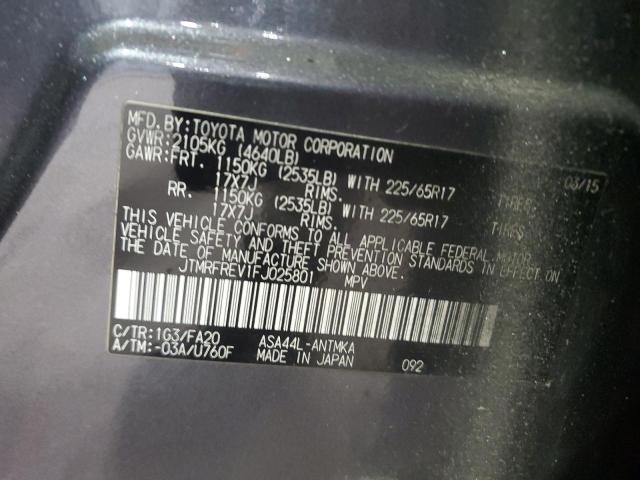 MFD. BY: TOYOTA MOTOR CORPORATION 03/15
GVWR: 2105KG (4640LB)
GAWR: FRT. 1150KG (2535LB) WITH 225/65R17 TIRES
17X7J RIMS.
RR. 1150KG (2535LB) WITH 225/65R17 TIRES
17X7J RIMS.
THIS VEHICLE CONFORMS TO ALL APPLICABLE FEDERAL MOTOR
VEHICLE SAFETY AND THEFT PREVENTION STANDARDS IN EFFECT ON
THE DATE OF MANUFACTURE SHOWN ABOVE.
JTMRFREV1FJ025801 MPV
C/TR: 1G3/FA20 ASA44L-ANTMKA
A/TM: -03A/U760F MADE IN JAPAN 092